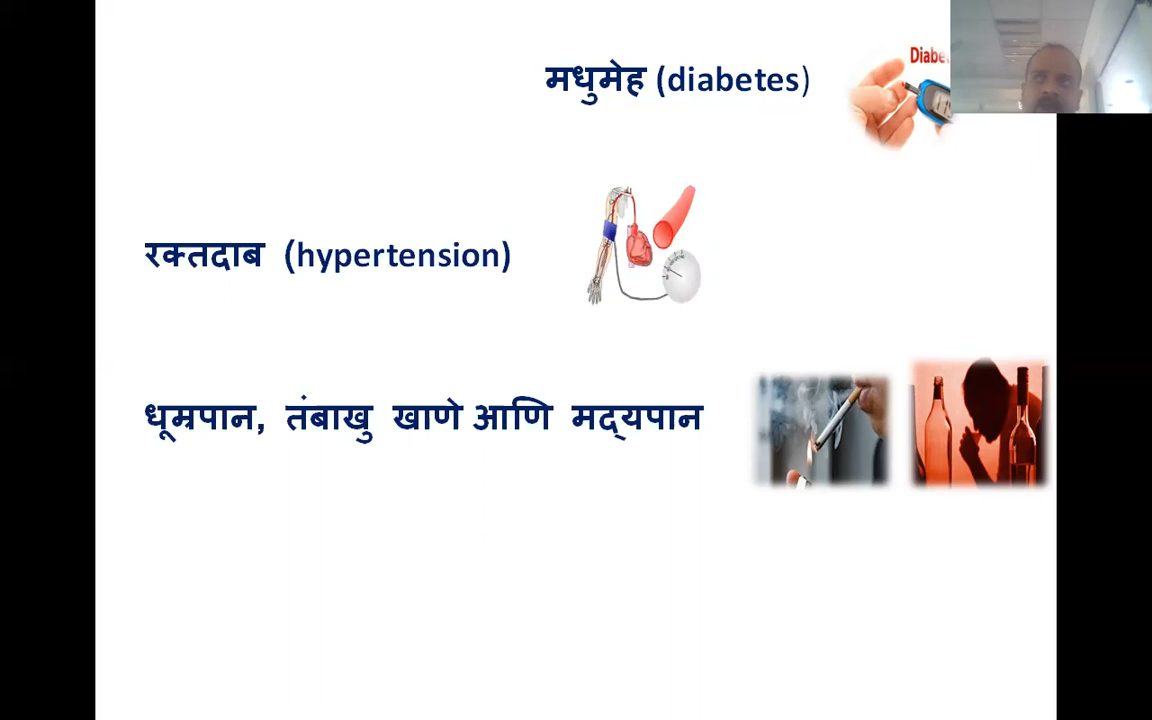 मधुमेह (diabetes)
रक्तदाब (hypertension)
धूम्रपान, तंबाखु खाणे आणि मद्यपान